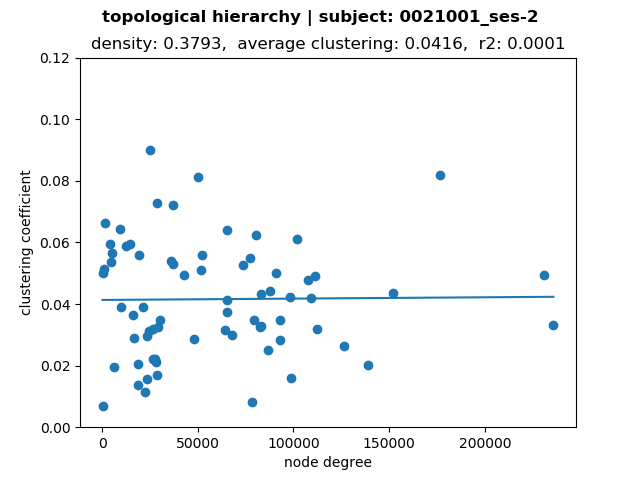 topological hierarchy | subject: 0021001_ses-2
density: 0.3793,  average clustering: 0.0416,  r2: 0.0001
0.12
0.10
0.08
0.06
0.04
0.02
0.00
clustering coefficient
0 50000 100000 150000 200000
node degree